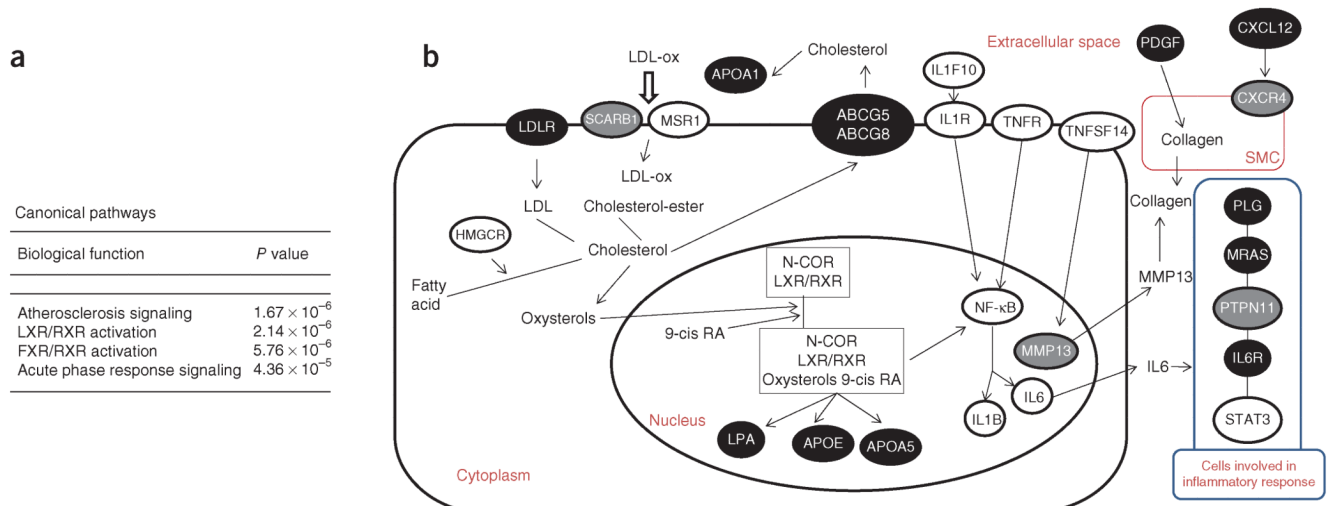 a
Canonical pathways
Biological function P value
Atherosclerosis signaling 1.67 × 10⁻⁶
LXR/RXR activation 2.14 × 10⁻⁶
FXR/RXR activation 5.76 × 10⁻⁶
Acute phase response signaling 4.36 × 10⁻⁵
b
LDL-ox
APOA1
Cholesterol
IL1F10
Extracellular space
PDGF
CXCL12
CXCR4
LDLR
SCARB1
MSR1
ABCG5
ABCG8
IL1R
TNFR
TNFSF14
Collagen
SMC
LDL-ox
LDL
Cholesterol-ester
HMGCR
Cholesterol
Fatty
acid
Oxysterols
9-cis RA
N-COR
LXR/RXR
N-COR
LXR/RXR
Oxysterols 9-cis RA
NF-κB
MMP13
IL1B
IL6
LPA
APOE
APOA5
Nucleus
Cytoplasm
Collagen
MMP13
IL6
PLG
MRAS
PTPN11
IL6R
STAT3
Cells involved in
inflammatory response